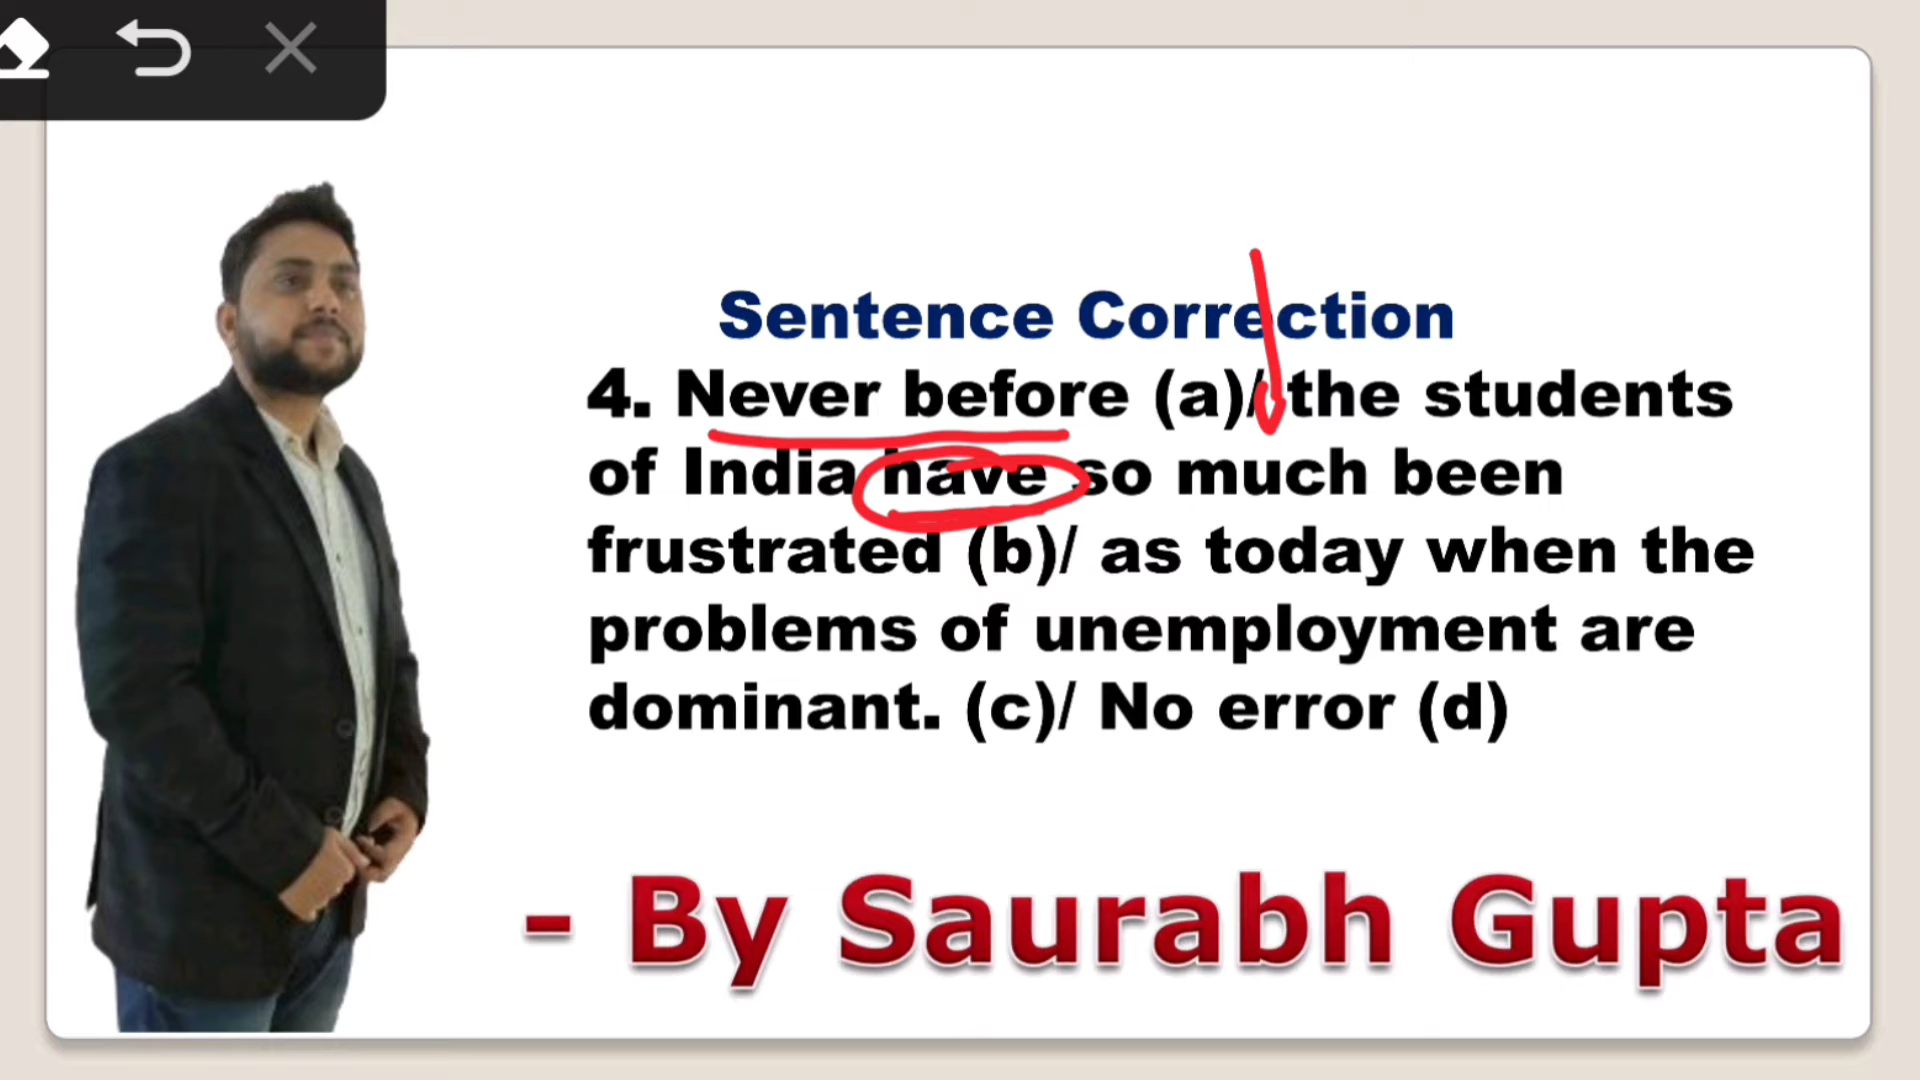 Sentence Correction
4. Never before (a)/ the students
of India have so much been
frustrated (b)/ as today when the
problems of unemployment are
dominant. (c)/ No error (d)
- By Saurabh Gupta